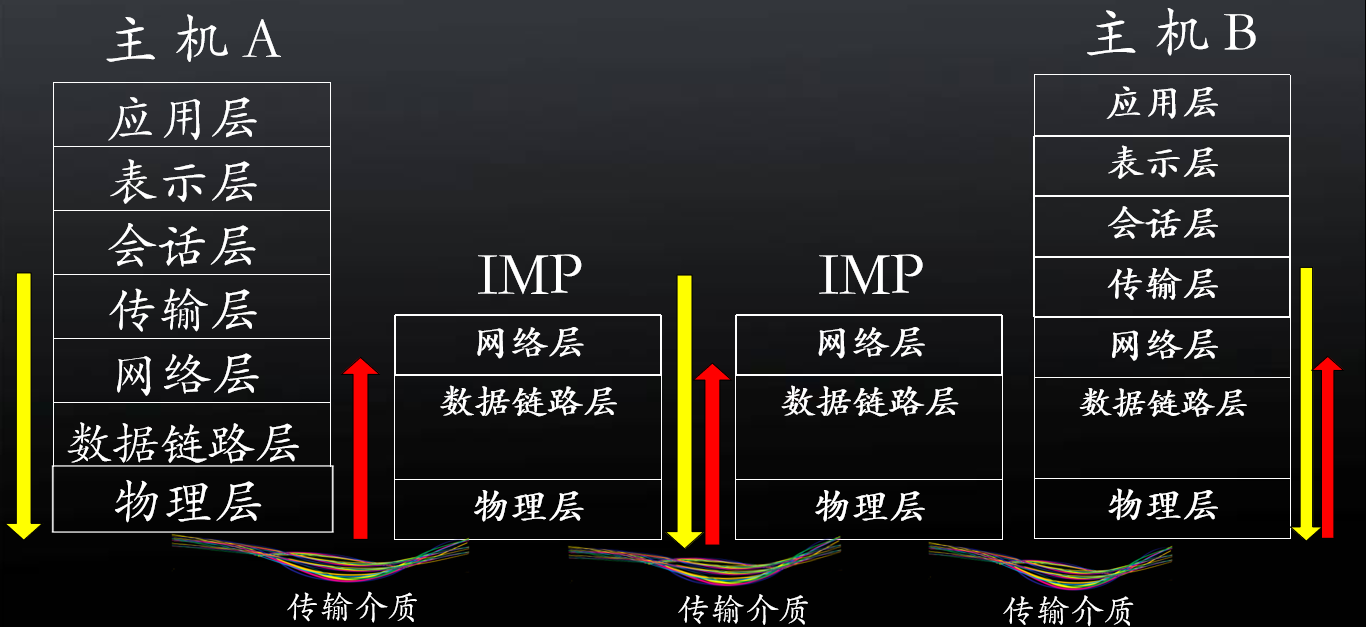 主机A
应用层
表示层
会话层
传输层
网络层
数据链路层
物理层
IMP
网络层
数据链路层
物理层
IMP
网络层
数据链路层
物理层
主机B
应用层
表示层
会话层
传输层
网络层
数据链路层
物理层
传输介质
传输介质
传输介质